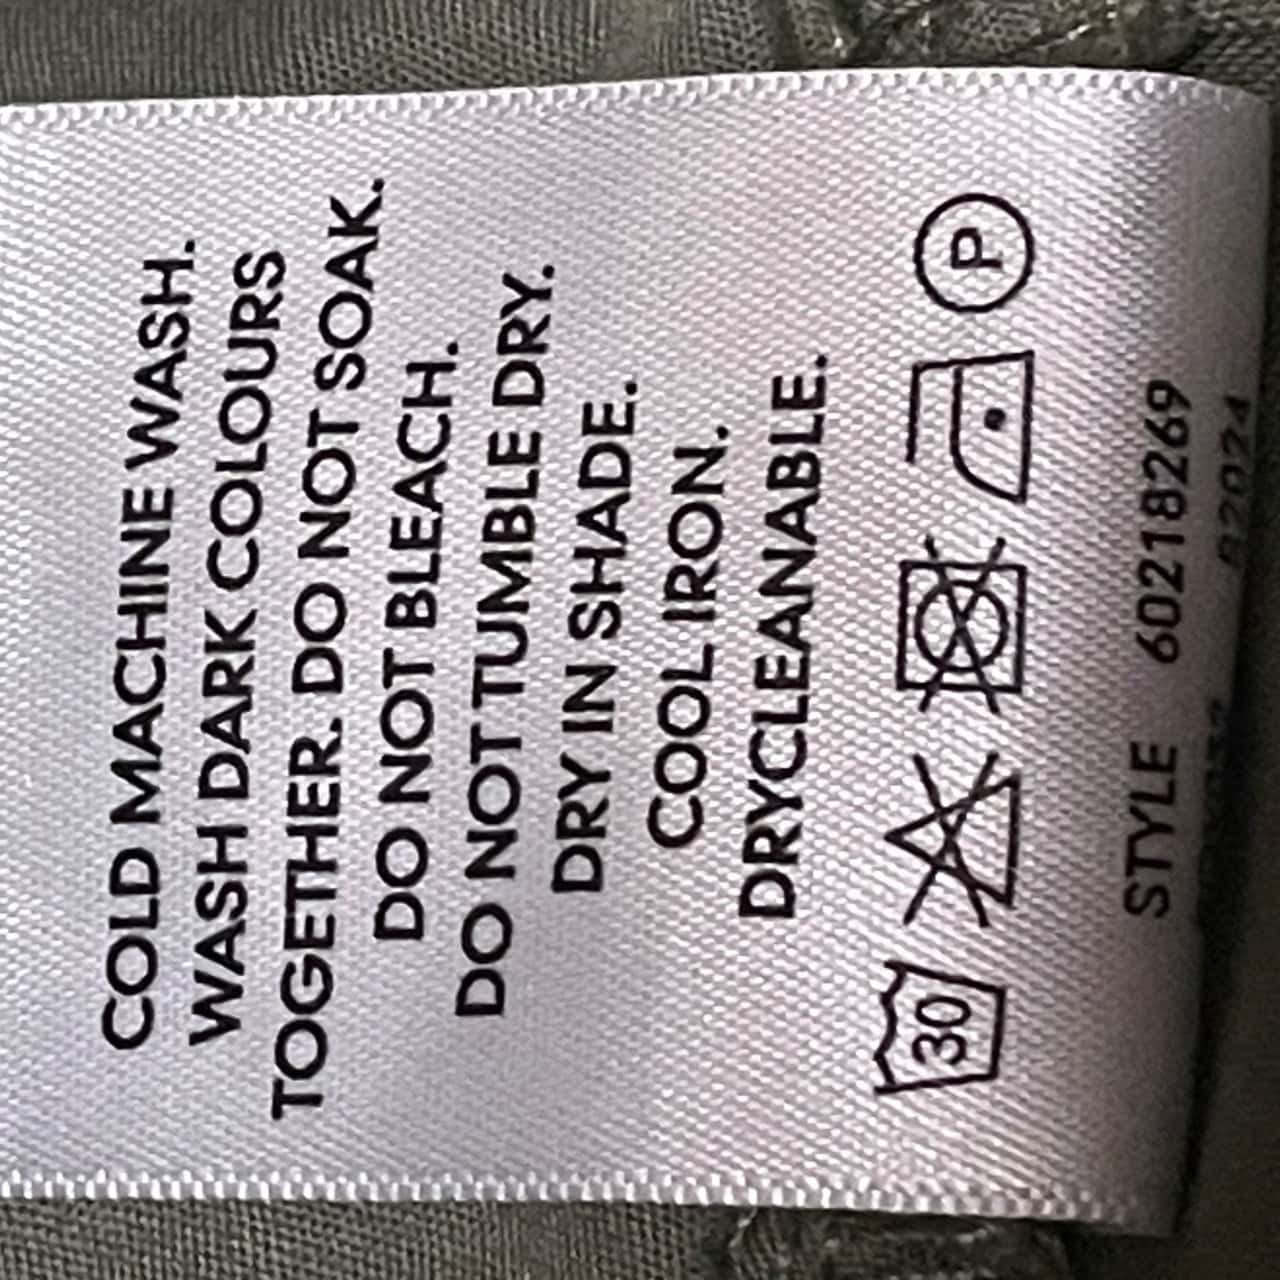 COLD MACHINE WASH.
WASH DARK COLOURS
TOGETHER. DO NOT SOAK.
DO NOT BLEACH.
DO NOT TUMBLE DRY.
DRY IN SHADE.
COOL IRON.
DRYCLEANABLE.
30 P
STYLE 60218269